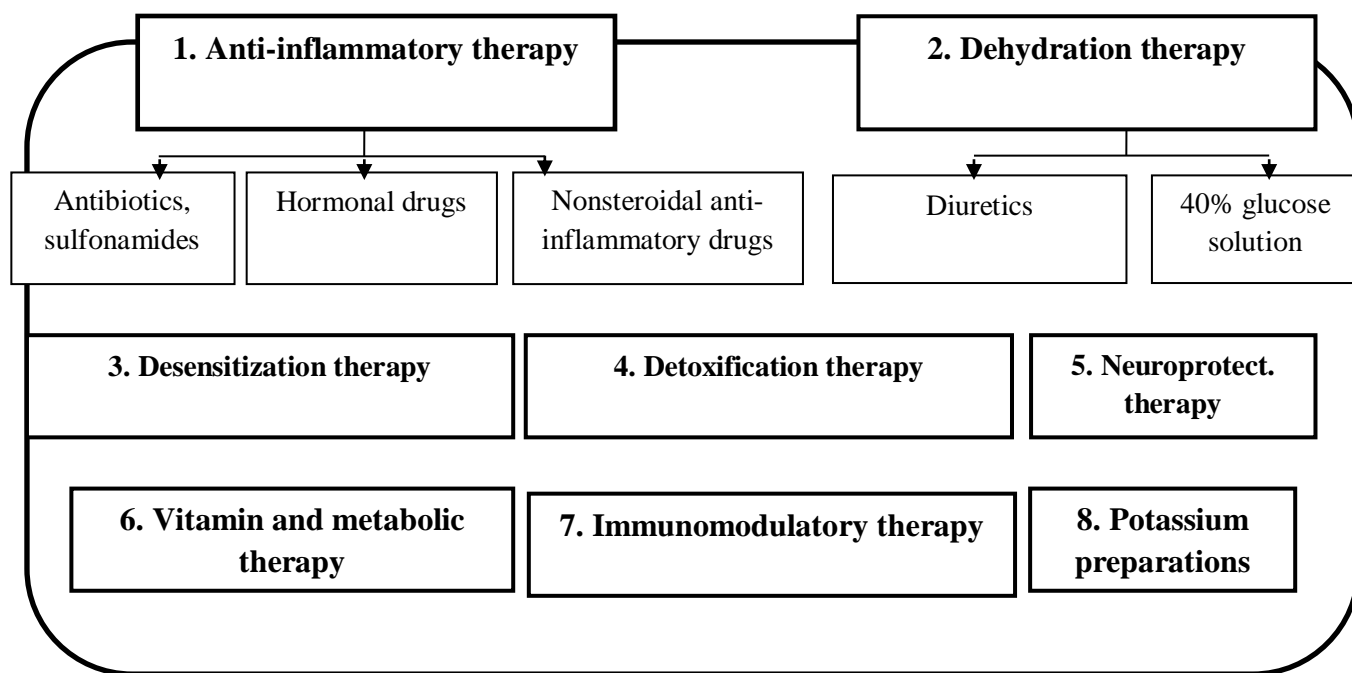 1. Anti-inflammatory therapy
2. Dehydration therapy
Antibiotics,
sulfonamides
Hormonal drugs
Nonsteroidal anti-
inflammatory drugs
Diuretics
40% glucose
solution
3. Desensitization therapy
4. Detoxification therapy
5. Neuroprotect.
therapy
6. Vitamin and metabolic
therapy
7. Immunomodulatory therapy
8. Potassium
preparations